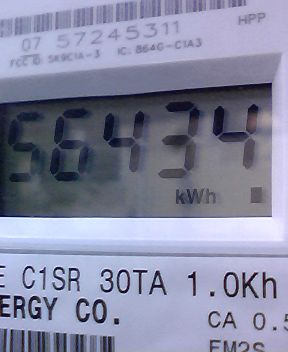 HPP
07 57245311
FCC ID: SK9C1A-3 IC: 864G-C1A3
56434
kWh
E C1SR 30TA 1.0Kh
ERGY CO.
CA 0.5
EM2S